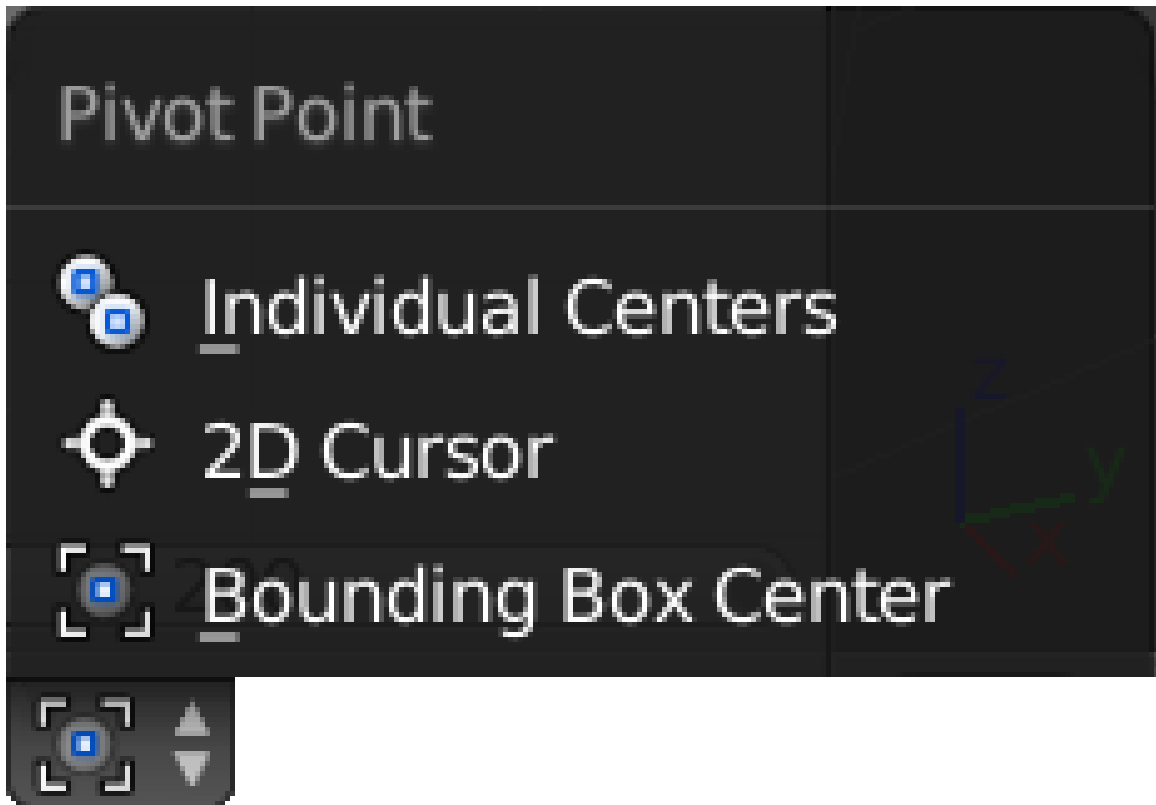 Pivot Point
Individual Centers
2D Cursor
Bounding Box Center
z
y
x